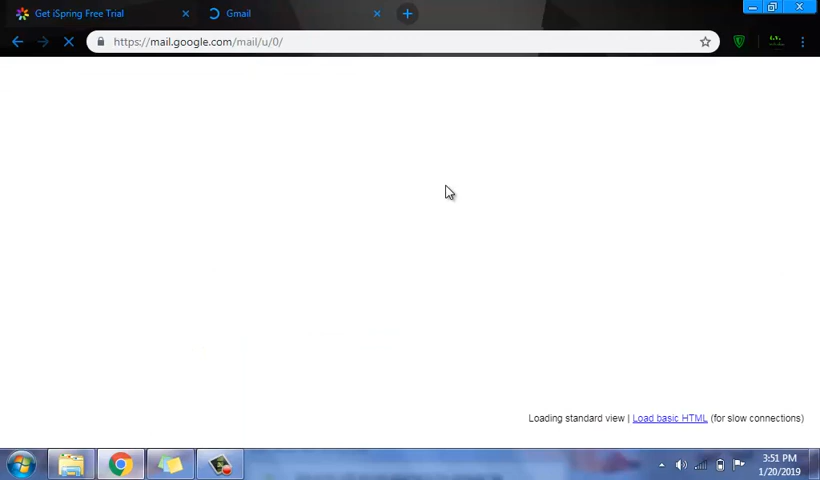 Get iSpring Free Trial
Gmail
https://mail.google.com/mail/u/0/
Loading standard view | Load basic HTML (for slow connections)
3:51 PM
1/20/2019